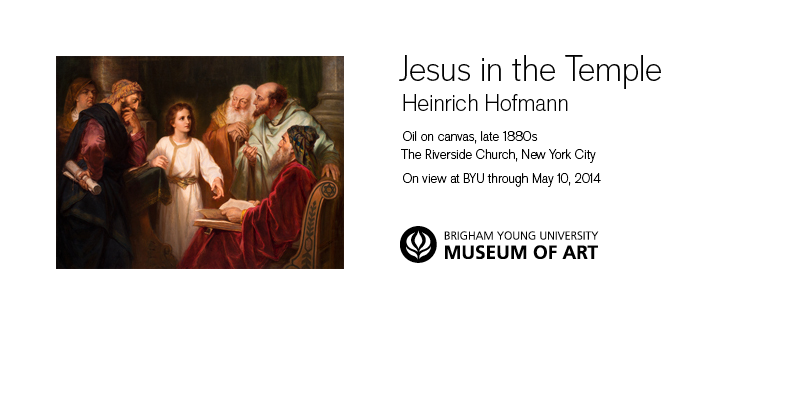 Jesus in the Temple
Heinrich Hofmann
Oil on canvas, late 1880s
The Riverside Church, New York City
On view at BYU through May 10, 2014
BRIGHAM YOUNG UNIVERSITY
MUSEUM OF ART